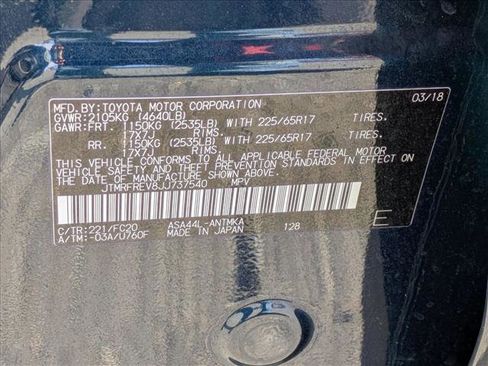 MFD.BY:TOYOTA MOTOR CORPORATION 03/18
GVWR:2105KG (4640LB)
GAWR:FRT. 1150KG (2535LB) WITH 225/65R17 TIRES.
17X7J RIMS.
RR. 1150KG (2535LB) WITH 225/65R17 TIRES.
17X7J RIMS.
THIS VEHICLE CONFORMS TO ALL APPLICABLE FEDERAL MOTOR
VEHICLE SAFETY AND THEFT PREVENTION STANDARDS IN EFFECT
ON THE DATE OF MANUFACTURE SHOWN ABOVE.
JTMRFREV8JJ737540 MPV
C/TR:221/FC20 ASA44L-ANTMKA 128 E
A/TM:-03A/U760F MADE IN JAPAN